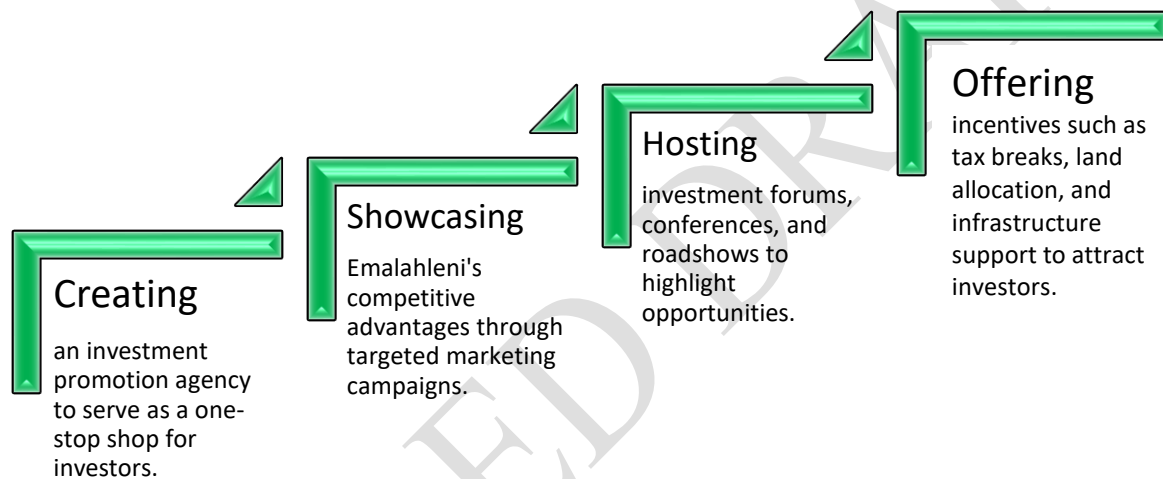 Creating
an investment
promotion agency
to serve as a one-
stop shop for
investors.
Showcasing
Emalahleni's
competitive
advantages through
targeted marketing
campaigns.
Hosting
investment forums,
conferences, and
roadshows to
highlight
opportunities.
Offering
incentives such as
tax breaks, land
allocation, and
infrastructure
support to attract
investors.